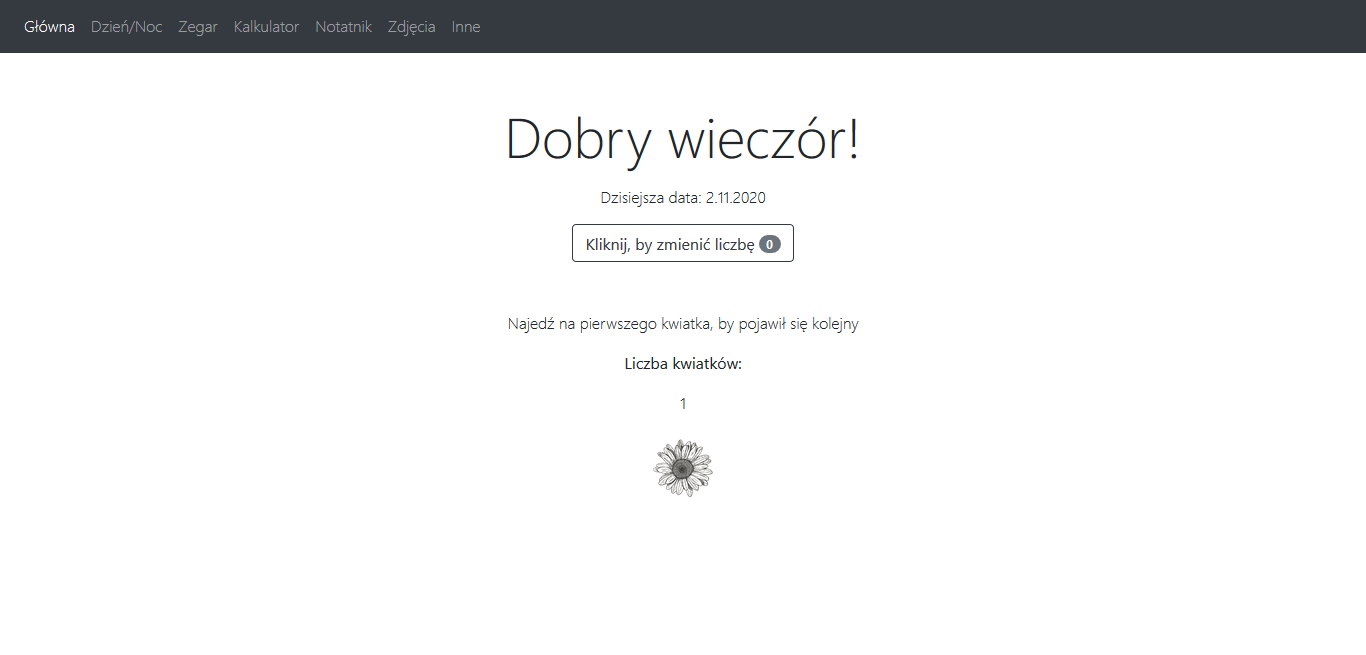 Główna Dzień/Noc Zegar Kalkulator Notatnik Zdjęcia Inne
Dobry wieczór!
Dzisiejsza data: 2.11.2020
Kliknij, by zmienić liczbę 0
Najedź na pierwszego kwiatka, by pojawił się kolejny
Liczba kwiatków:
1